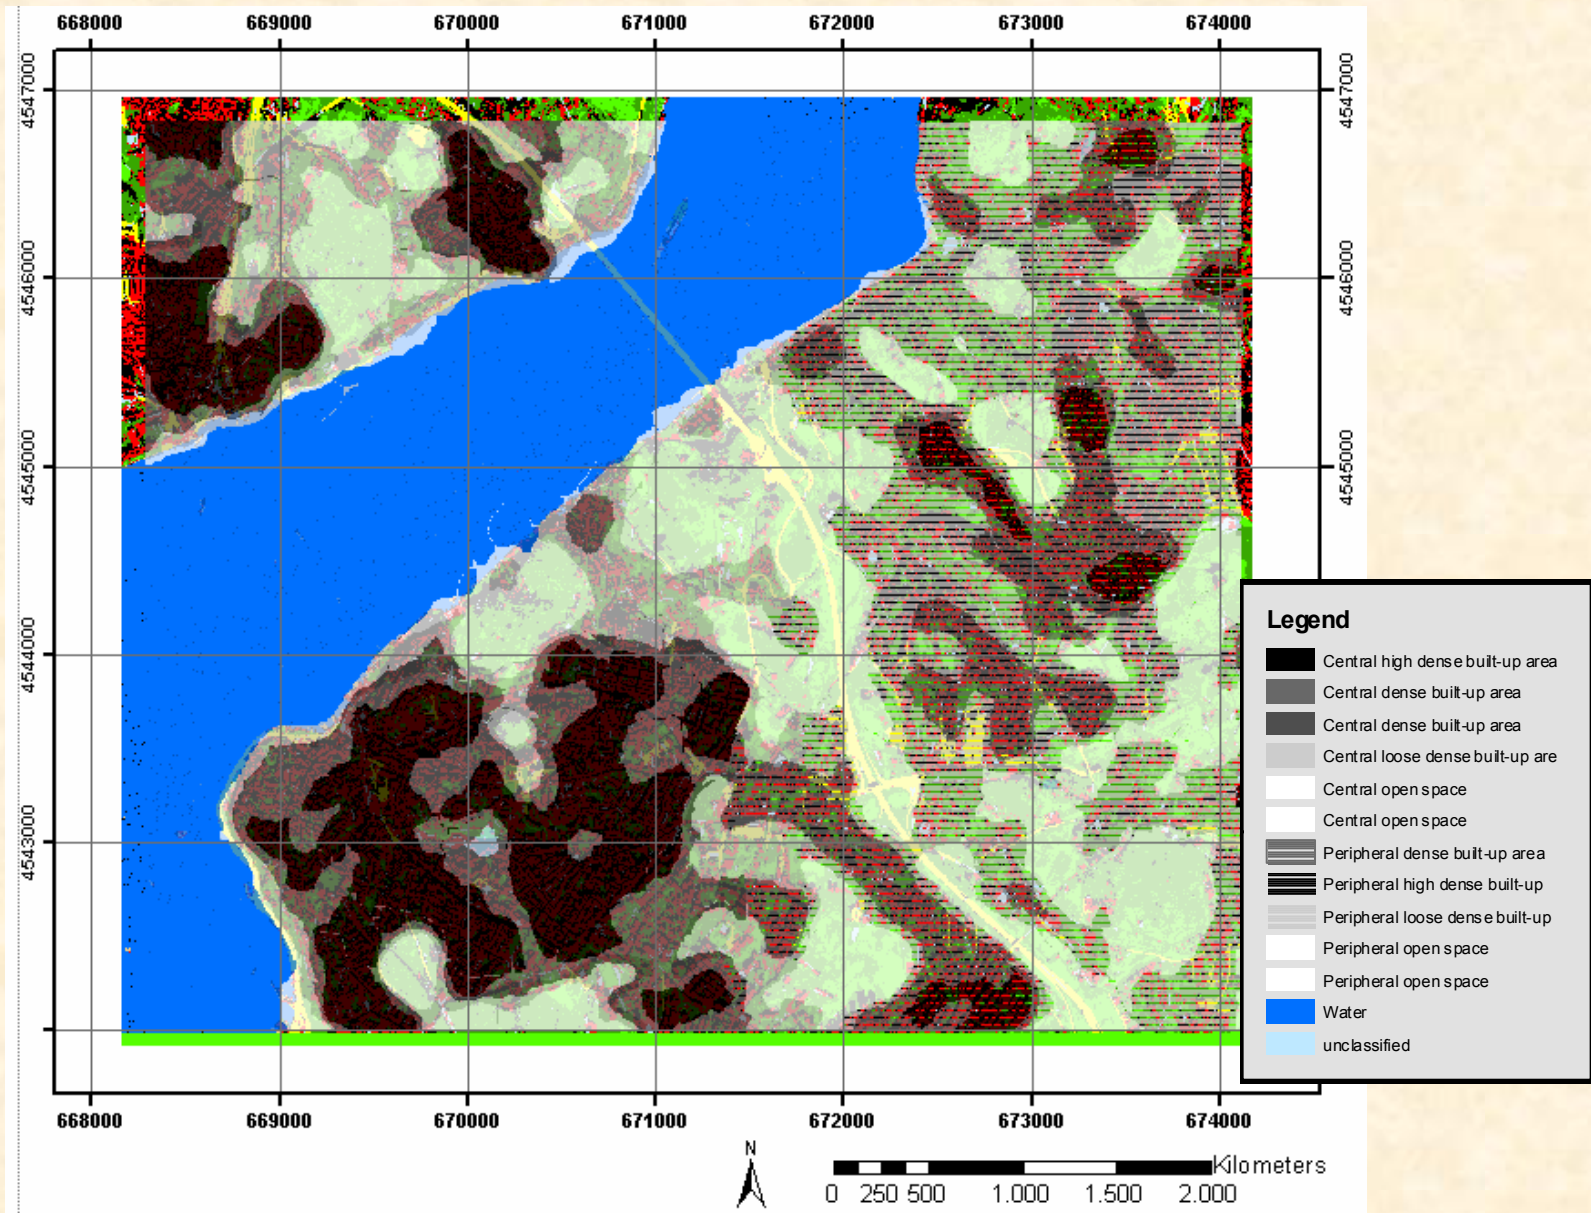 668000 669000 670000 671000 672000 673000 674000
4547000 4547000
4546000 4546000
4545000 4545000
4544000
4543000
Legend
Central high dense built-up area
Central dense built-up area
Central dense built-up area
Central loose dense built-up are
Central open space
Central open space
Peripheral dense built-up area
Peripheral high dense built-up
Peripheral loose dense built-up
Peripheral open space
Peripheral open space
Water
unclassified
668000 669000 670000 671000 672000 673000 674000
N
Kilometers
0 250 500 1.000 1.500 2.000